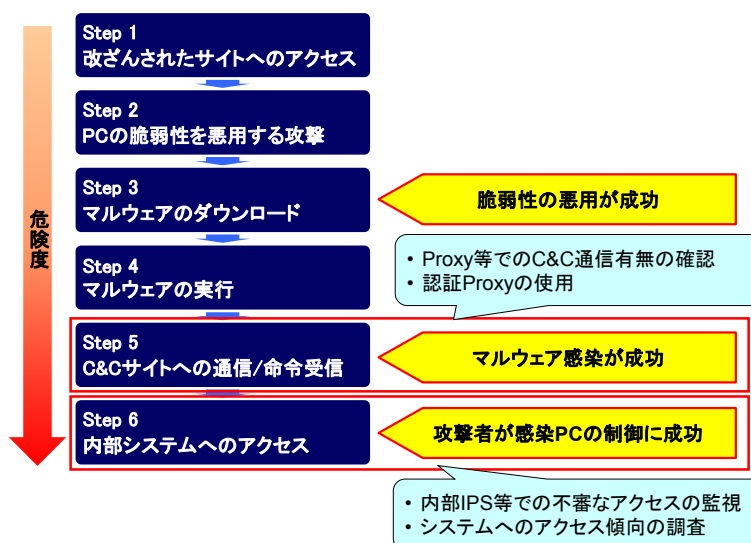 Step 1
改ざんされたサイトへのアクセス
Step 2
PCの脆弱性を悪用する攻撃
Step 3
マルウェアのダウンロード
脆弱性の悪用が成功
危険度
• Proxy等でのC&C通信有無の確認
• 認証Proxyの使用
Step 4
マルウェアの実行
Step 5
C&Cサイトへの通信/命令受信
マルウェア感染が成功
Step 6
内部システムへのアクセス
攻撃者が感染PCの制御に成功
• 内部IPS等での不審なアクセスの監視
• システムへのアクセス傾向の調査